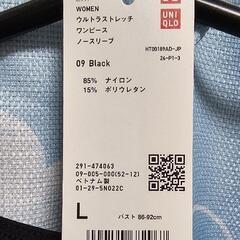 WOMEN
ウルトラストレッチ
ワンピース
ノースリーブ
UNI
QLO
HT00189AD-JP
26-P1-3
09 Black
85% ナイロン
15% ポリウレタン
291-474063
09-005-000(52-12)
ベトナム製
01-29-5N022C
L
バスト 86-92cm